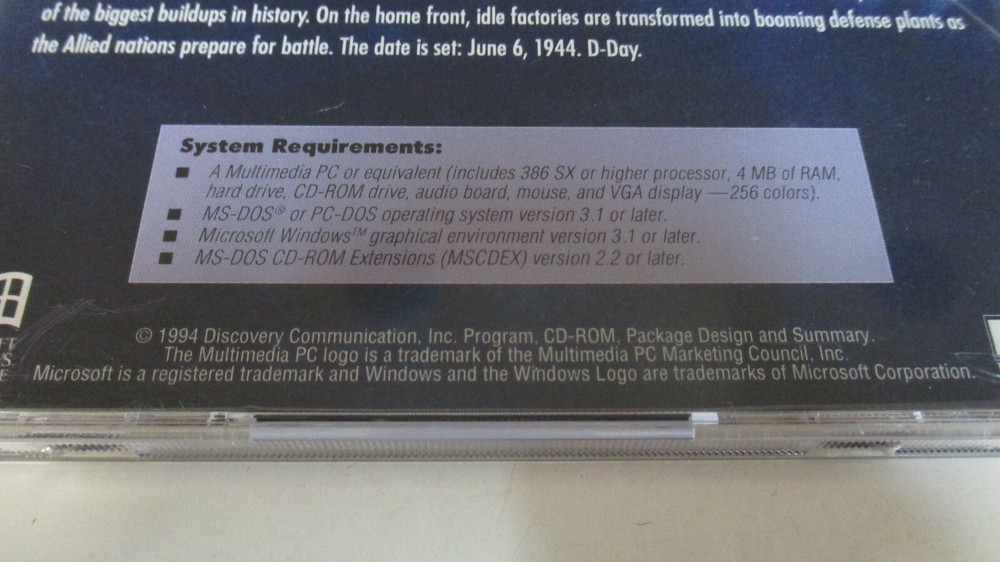 of the biggest buildups in history. On the home front, idle factories are transformed into booming defense plants as
the Allied nations prepare for battle. The date is set: June 6, 1944. D-Day.
System Requirements:
■ A Multimedia PC or equivalent (includes 386 SX or higher processor, 4 MB of RAM,
hard drive, CD-ROM drive, audio board, mouse, and VGA display —256 colors).
■ MS-DOS® or PC-DOS operating system version 3.1 or later.
■ Microsoft Windows™ graphical environment version 3.1 or later.
■ MS-DOS CD-ROM Extensions (MSCDEX) version 2.2 or later.
© 1994 Discovery Communication, Inc. Program, CD-ROM, Package Design and Summary.
The Multimedia PC logo is a trademark of the Multimedia PC Marketing Council, Inc.
Microsoft is a registered trademark and Windows and the Windows Logo are trademarks of Microsoft Corporation.